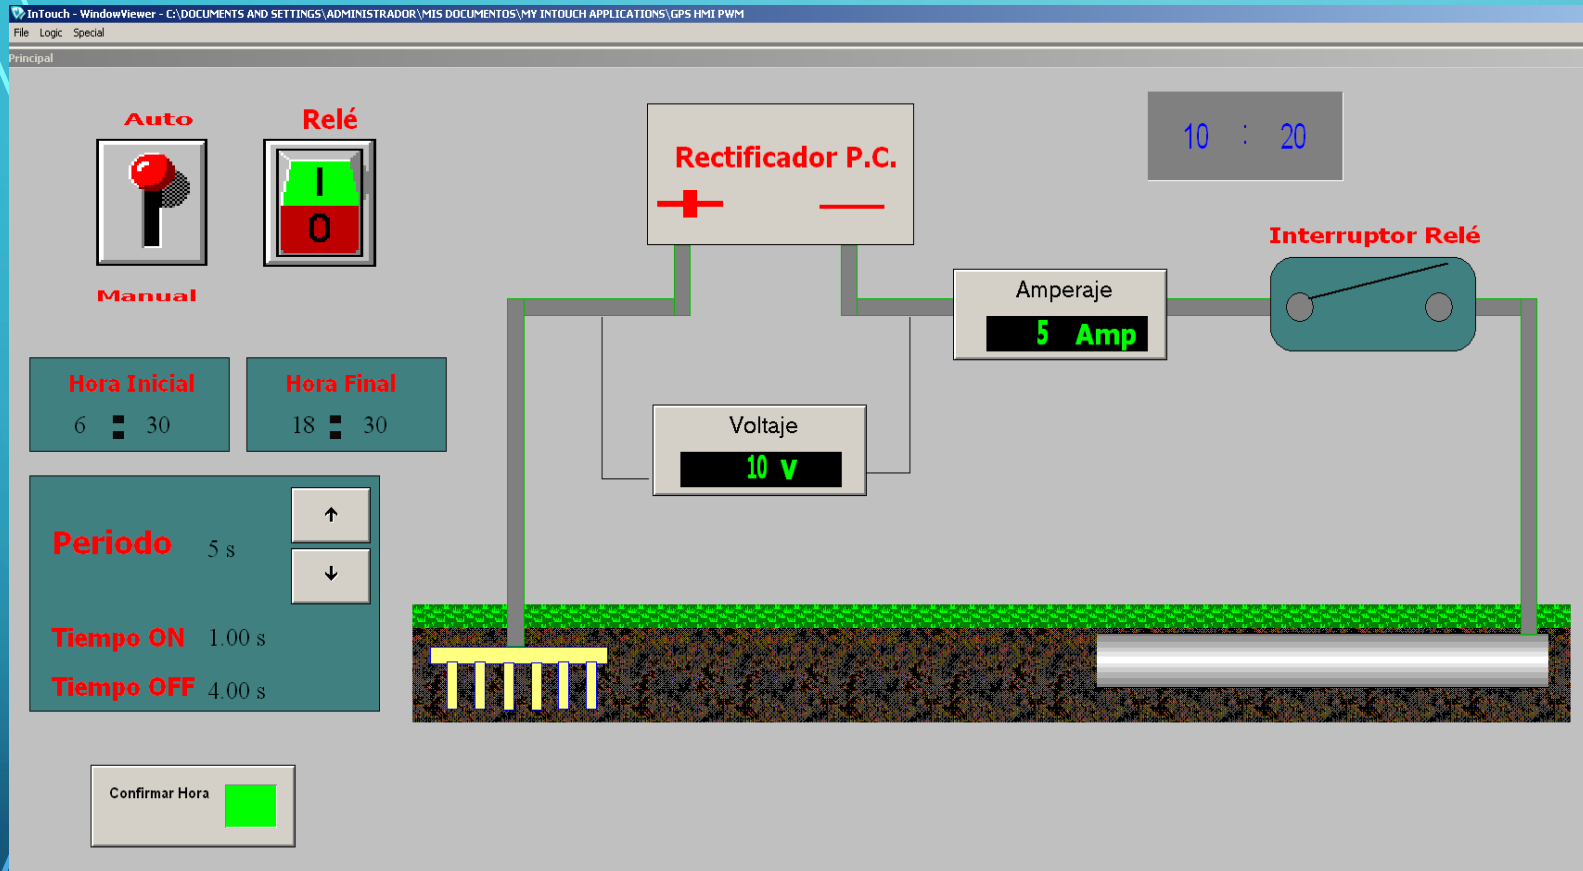 InTouch - WindowViewer - C:\DOCUMENTS AND SETTINGS\ADMINISTRADOR\MIS DOCUMENTOS\MY INTOUCH APPLICATIONS\GPS HMI PWM
File Logic Special
Principal
Auto
Manual
Relé
I
0
Rectificador P.C.
10 : 20
Interruptor Relé
Amperaje
5 Amp
Voltaje
10 V
Hora Inicial
6 : 30
Hora Final
18 : 30
Periodo 5 s
Tiempo ON 1.00 s
Tiempo OFF 4.00 s
Confirmar Hora